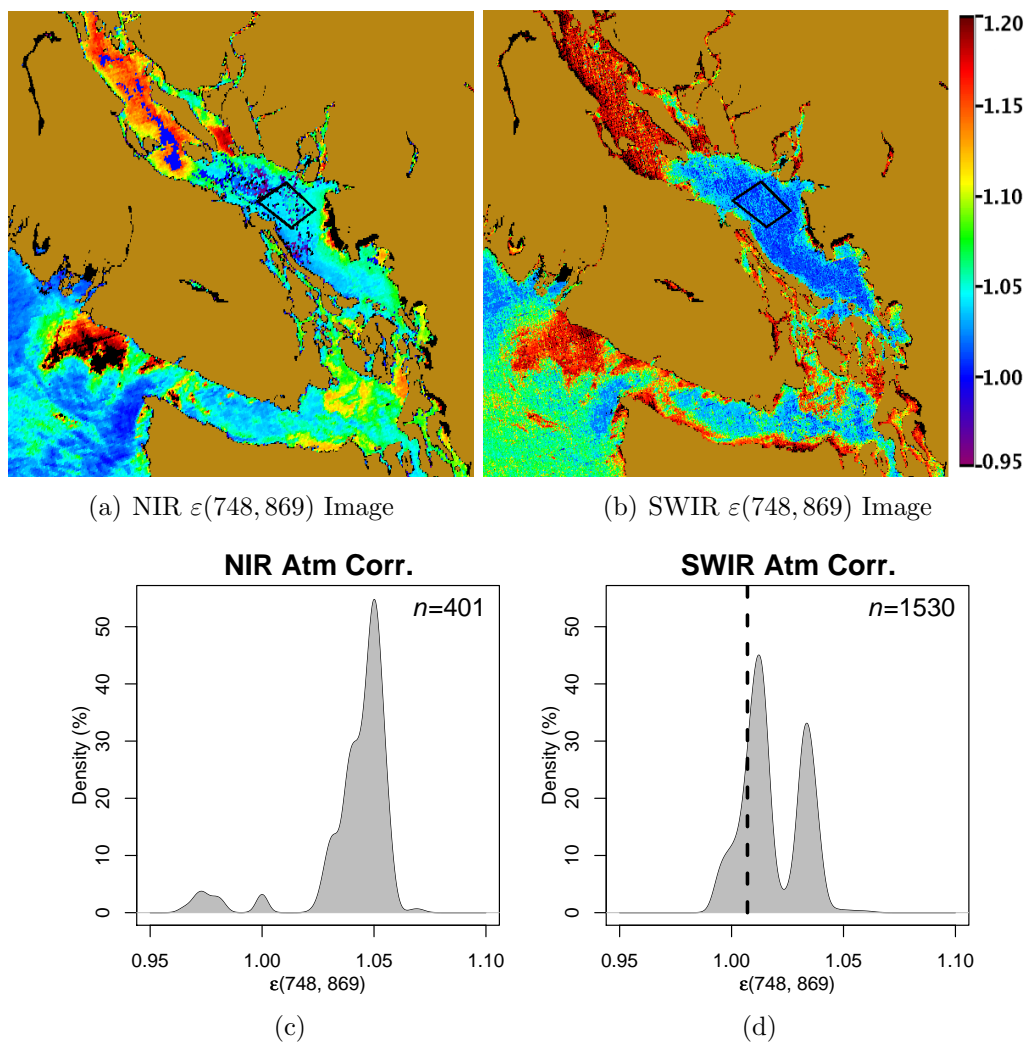 1.20
1.15
1.10
1.05
1.00
0.95
(a) NIR ε(748, 869) Image
(b) SWIR ε(748, 869) Image
NIR Atm Corr.
n=401
Density (%)
50
40
30
20
10
0
0.95 1.00 1.05 1.10
ε(748, 869)
(c)
SWIR Atm Corr.
n=1530
Density (%)
50
40
30
20
10
0
0.95 1.00 1.05 1.10
ε(748, 869)
(d)